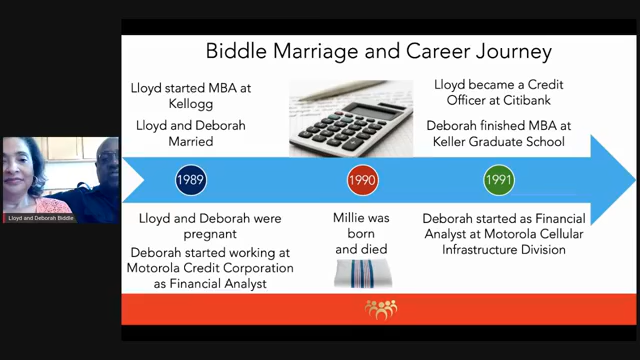 Biddle Marriage and Career Journey
Lloyd started MBA at
Kellogg
Lloyd and Deborah
Married
Lloyd became a Credit
Officer at Citibank
Deborah finished MBA at
Keller Graduate School
1989
1990
1991
Lloyd and Deborah Biddle
Lloyd and Deborah were
pregnant
Deborah started working at
Motorola Credit Corporation
as Financial Analyst
Millie was
born
and died
Deborah started as Financial
Analyst at Motorola Cellular
Infrastructure Division